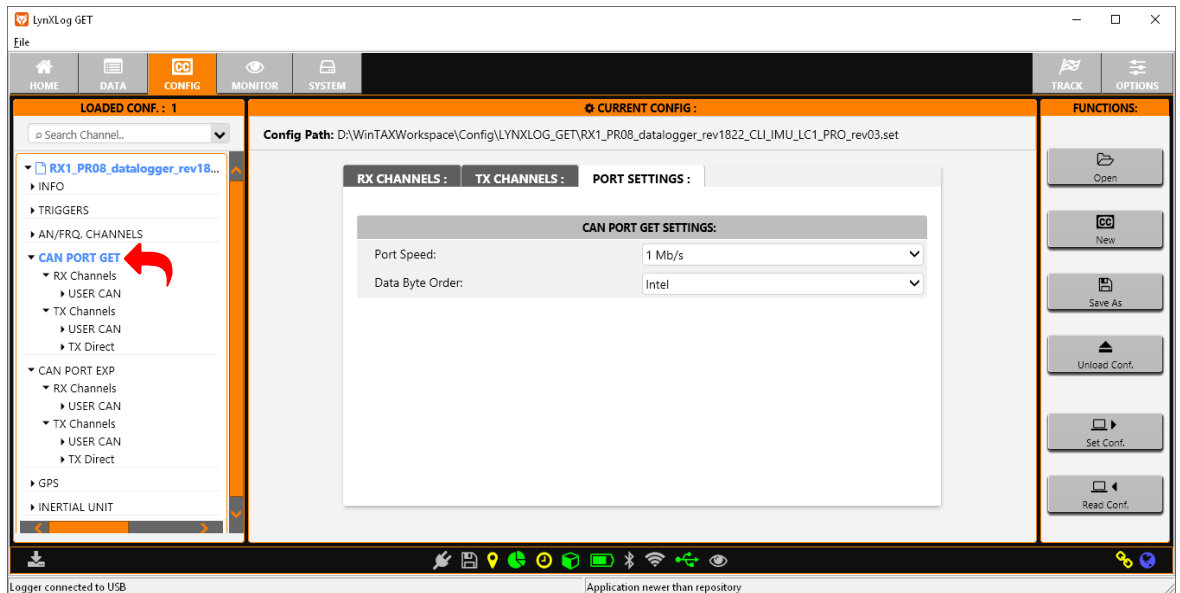 LynXLog GET
File
HOME
DATA
CONFIG
MONITOR
SYSTEM
TRACK
OPTIONS
LOADED CONF. : 1
CURRENT CONFIG :
FUNCTIONS:
Search Channel..
Config Path: D:\WinTAXWorkspace\Config\LYNXLOG_GET\RX1_PR08_datalogger_rev1822_CLI_IMU_LC1_PRO_rev03.set
RX1_PR08_datalogger_rev18...
INFO
TRIGGERS
AN/FRQ. CHANNELS
CAN PORT GET
RX Channels
USER CAN
TX Channels
USER CAN
TX Direct
CAN PORT EXP
RX Channels
USER CAN
TX Channels
USER CAN
TX Direct
GPS
INERTIAL UNIT
RX CHANNELS :
TX CHANNELS :
PORT SETTINGS :
CAN PORT GET SETTINGS:
Port Speed:
1 Mb/s
Data Byte Order:
Intel
Open
CC
New
Save As
Unload Conf.
Set Conf.
Read Conf.
Logger connected to USB
Application newer than repository